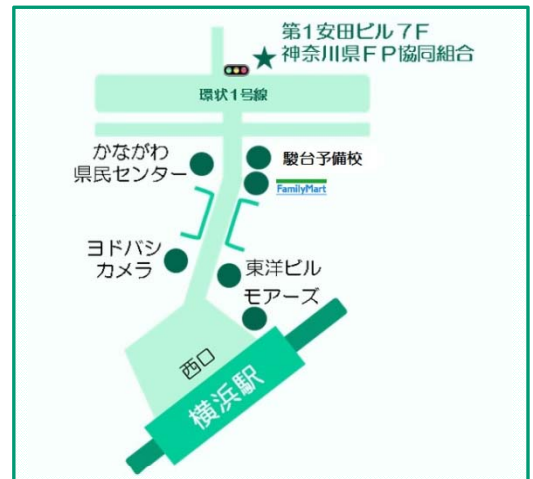 第1安田ビル7F
神奈川県FP協同組合
環状1号線
かながわ
県民センター
駿台予備校
FamilyMart
ヨドバシ
カメラ
東洋ビル
モアーズ
西口
横浜駅